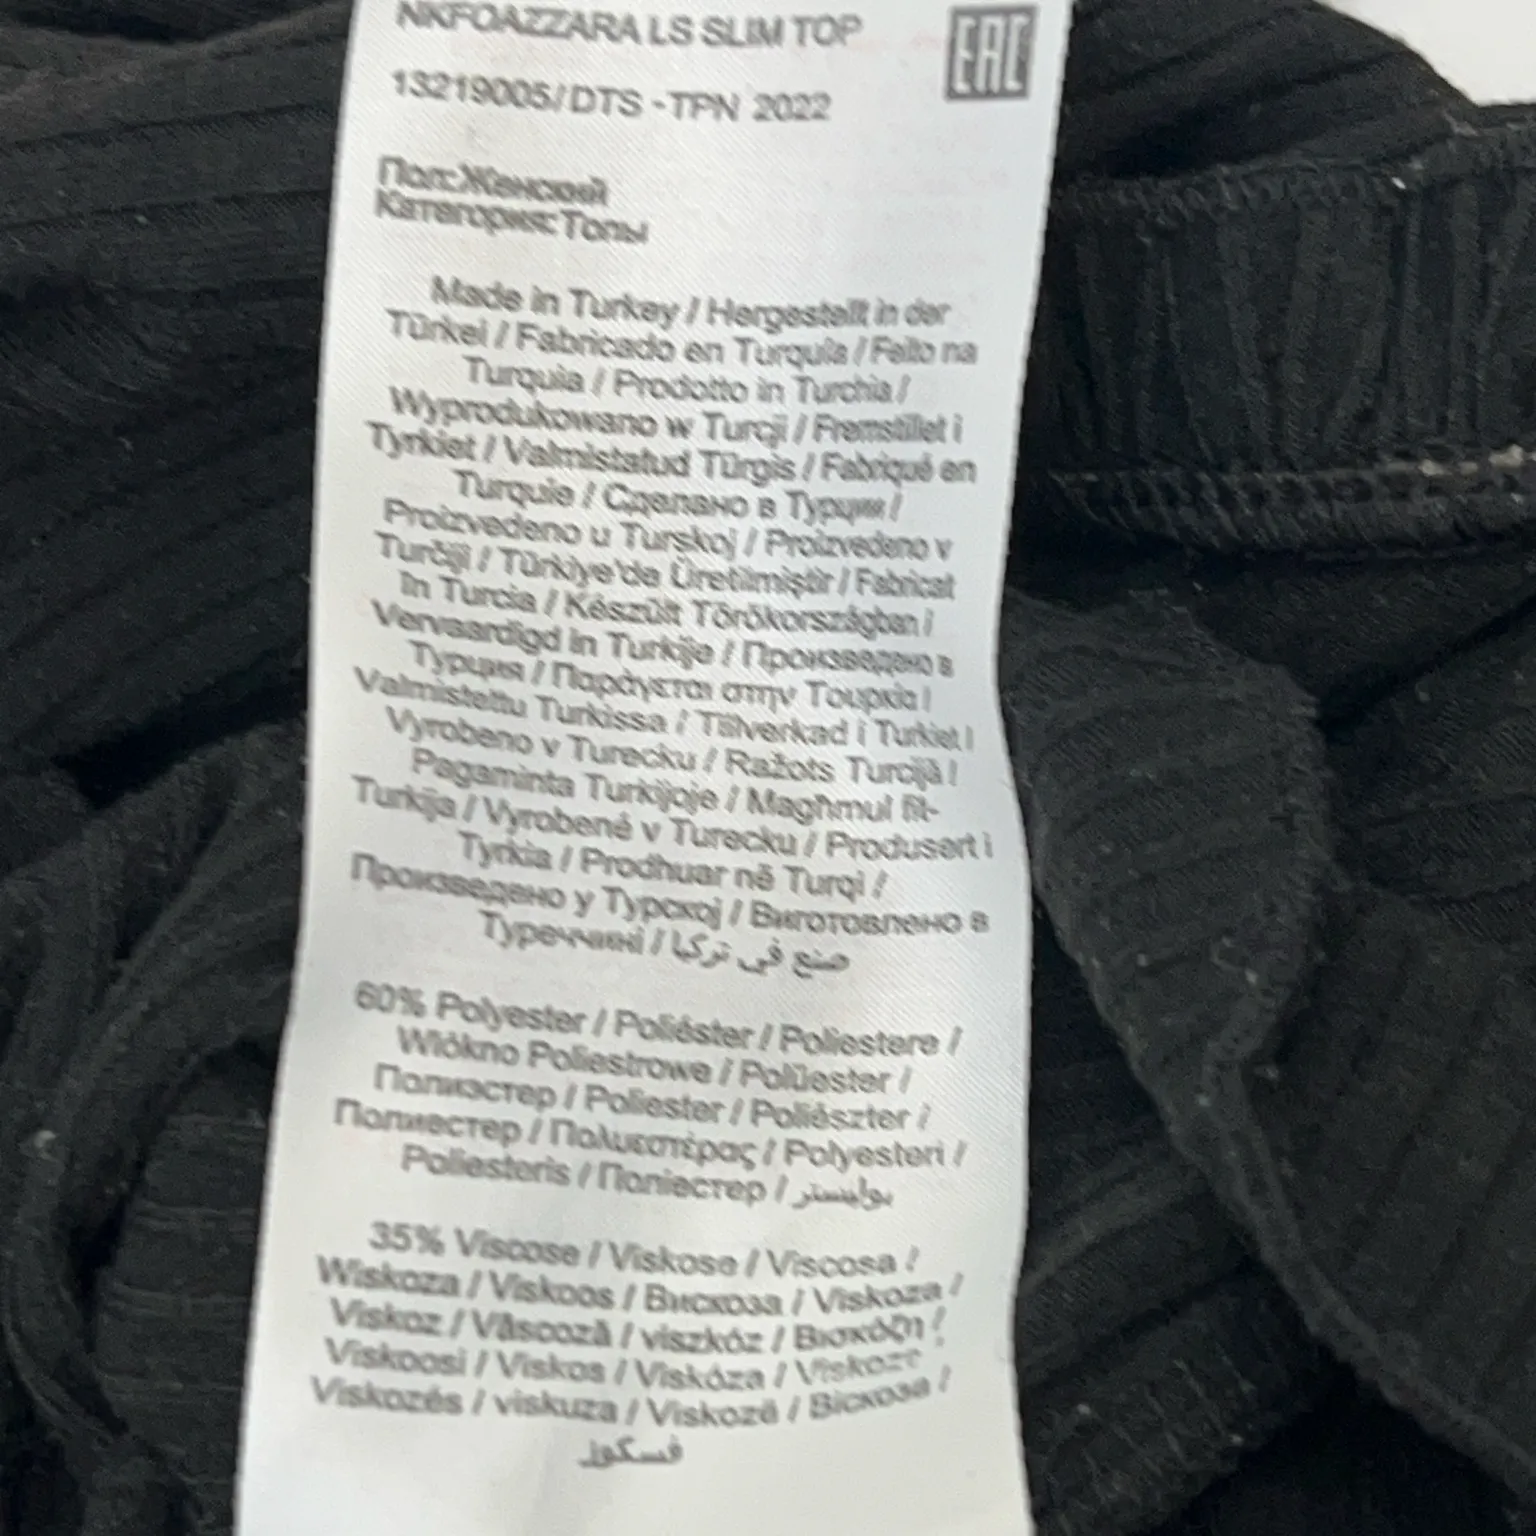 NKFOAZZARA LS SLIM TOP
EAC
13219005/DTS - TPN 2022
Пол:Женский
Категория:Топы
Made in Turkey / Hergestellt in der
Türkei / Fabricado en Turquía / Feito na
Turquia / Prodotto in Turchia /
Wyprodukowano w Turcji / Fremstillet i
Tyrkiet / Valmistatud Türgis / Fabriqué en
Turquie / Сделано в Турции /
Proizvedeno u Turskoj / Proizvedeno v
Turčiji / Türkiye'de Üretilmiştir / Fabricat
în Turcia / Készült Törökországban /
Vervaardigd in Turkije / Произведено в
Турция / Παράγεται στην Τουρκία /
Valmistettu Turkissa / Tillverkad i Turkiet /
Vyrobeno v Turecku / Ražots Turcijā /
Pagaminta Turkijoje / Magħmul fit-
Turkija / Vyrobené v Turecku / Produsert i
Tyrkia / Prodhuar në Turqi /
Произведено у Турској / Виготовлено в
Туреччині / صنع في تركيا
60% Polyester / Poliéster / Poliestere /
Włókno Poliestrowe / Polüester /
Полиэстер / Poliester / Poliészter /
Полиестер / Πολυεστέρας / Polyesteri /
Poliesteris / Поліестер / بوليستر
35% Viscose / Viskose / Viscosa /
Wiskoza / Viskoos / Вискоза / Viskoza /
Viskoz / Vâscoză / viszkóz / Βισκόζη /
Viskoosi / Viskos / Viskóza / Viskoze
Viskozės / viskuza / Viskozë / Віскоза /
فسكوز